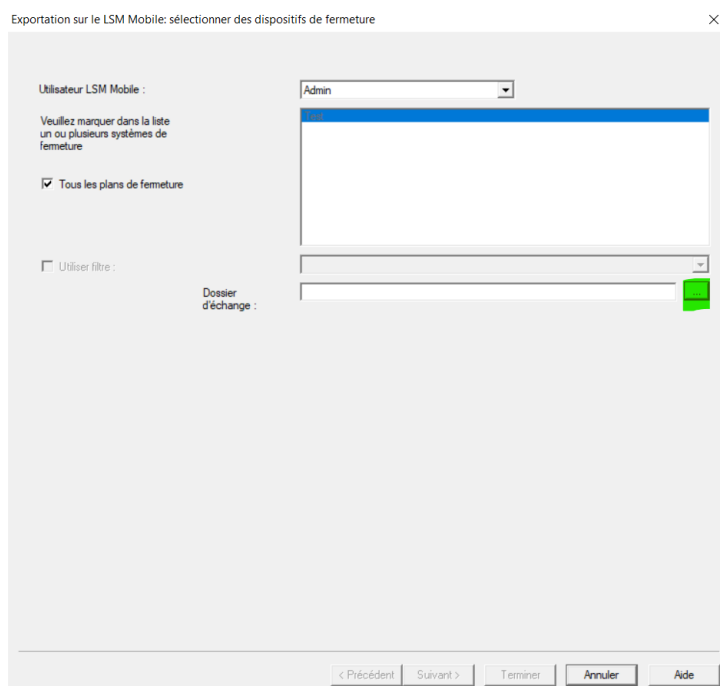 Exportation sur le LSM Mobile: sélectionner des dispositifs de fermeture
Utilisateur LSM Mobile :
Admin
Veuillez marquer dans la liste
un ou plusieurs systèmes de
fermeture
Test
Tous les plans de fermeture
Utiliser filtre :
Dossier
d'échange :
...
< Précédent
Suivant >
Terminer
Annuler
Aide